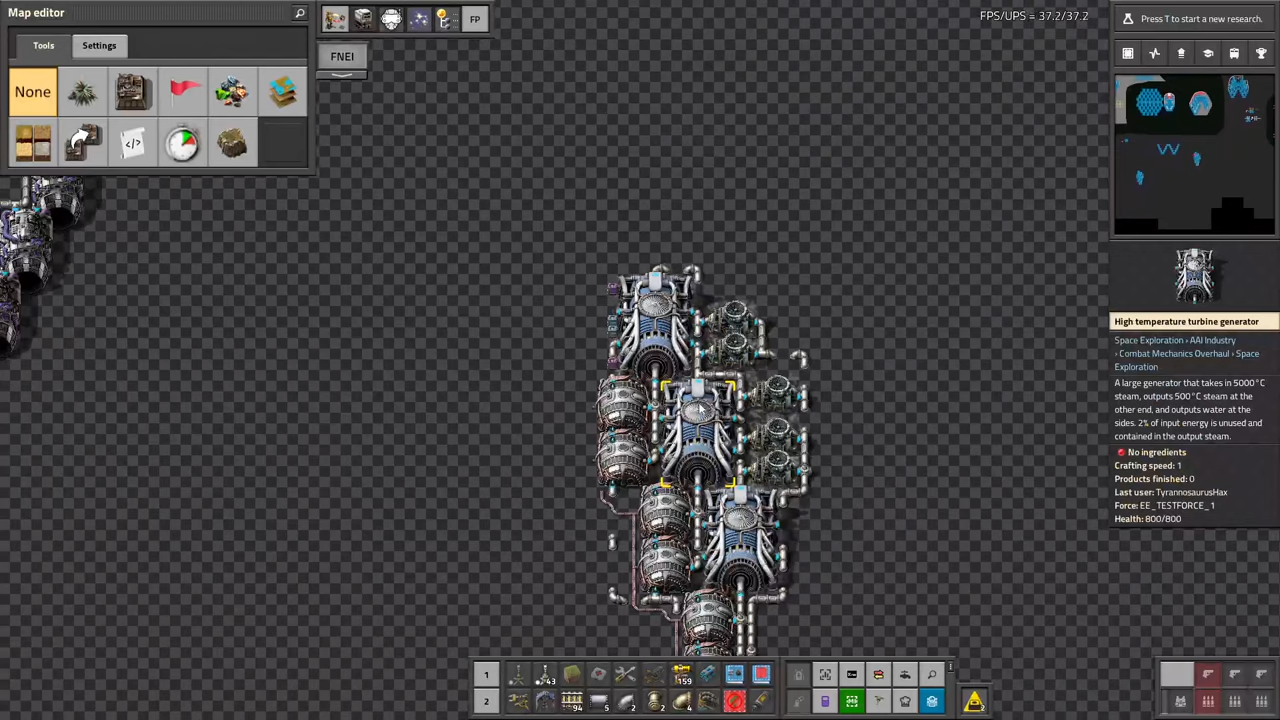 Map editor
FP
FPS/UPS = 37.2/37.2
Press T to start a new research.
Tools
Settings
FNEI
None
</>
High temperature turbine generator
Space Exploration › AAI Industry
› Combat Mechanics Overhaul › Space
Exploration
A large generator that takes in 5000°C
steam, outputs 500°C steam at the
other end, and outputs water at the
sides. 2% of input energy is unused and
contained in the output steam.
No ingredients
Crafting speed: 1
Products finished: 0
Last user: TyrannosaurusHax
Force: EE_TESTFORCE_1
Health: 800/800
1
43
159
2
94
5
2
2
4
2